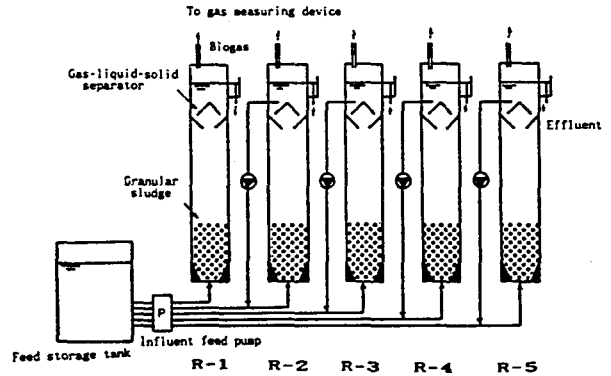 To gas measuring device
Biogas
Gas-liquid-solid
separator
Effluent
Granular
sludge
P
Influent feed pump
Feed storage tank
R-1 R-2 R-3 R-4 R-5